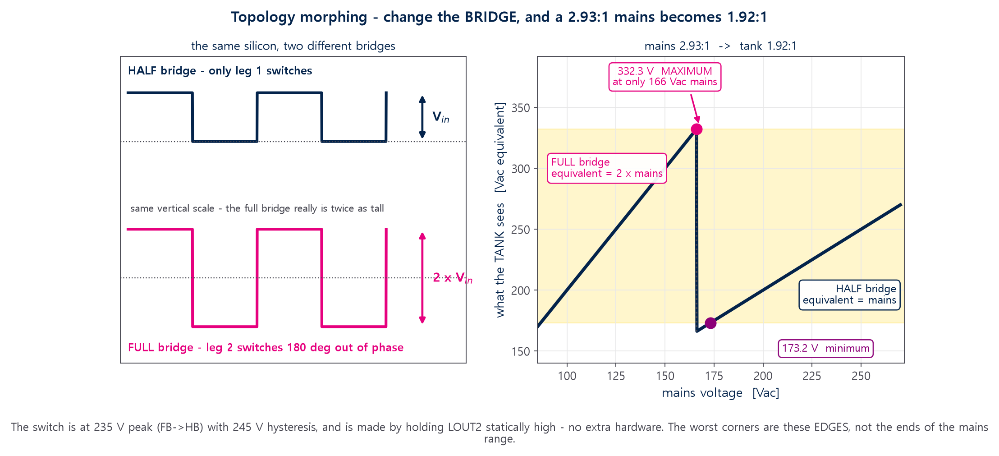 Topology morphing - change the BRIDGE, and a 2.93:1 mains becomes 1.92:1
the same silicon, two different bridges
HALF bridge - only leg 1 switches
Vin
same vertical scale - the full bridge really is twice as tall
2 x Vin
FULL bridge - leg 2 switches 180 deg out of phase
mains 2.93:1 -> tank 1.92:1
332.3 V MAXIMUM
at only 166 Vac mains
FULL bridge
equivalent = 2 x mains
HALF bridge
equivalent = mains
173.2 V minimum
what the TANK sees [Vac equivalent]
350
300
250
200
150
100
125
150
175
200
225
250
mains voltage [Vac]
The switch is at 235 V peak (FB->HB) with 245 V hysteresis, and is made by holding LOUT2 statically high - no extra hardware. The worst corners are these EDGES, not the ends of the mains
range.